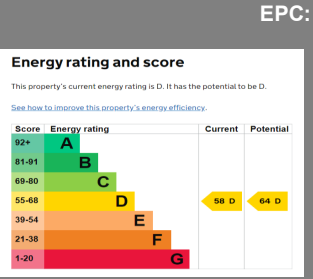 EPC:
Energy rating and score
This property's current energy rating is D. It has the potential to be D.
See how to improve this property's energy efficiency.
Score Energy rating Current Potential
92+ A
81-91 B
69-80 C
55-68 D 58 D 64 D
39-54 E
21-38 F
1-20 G